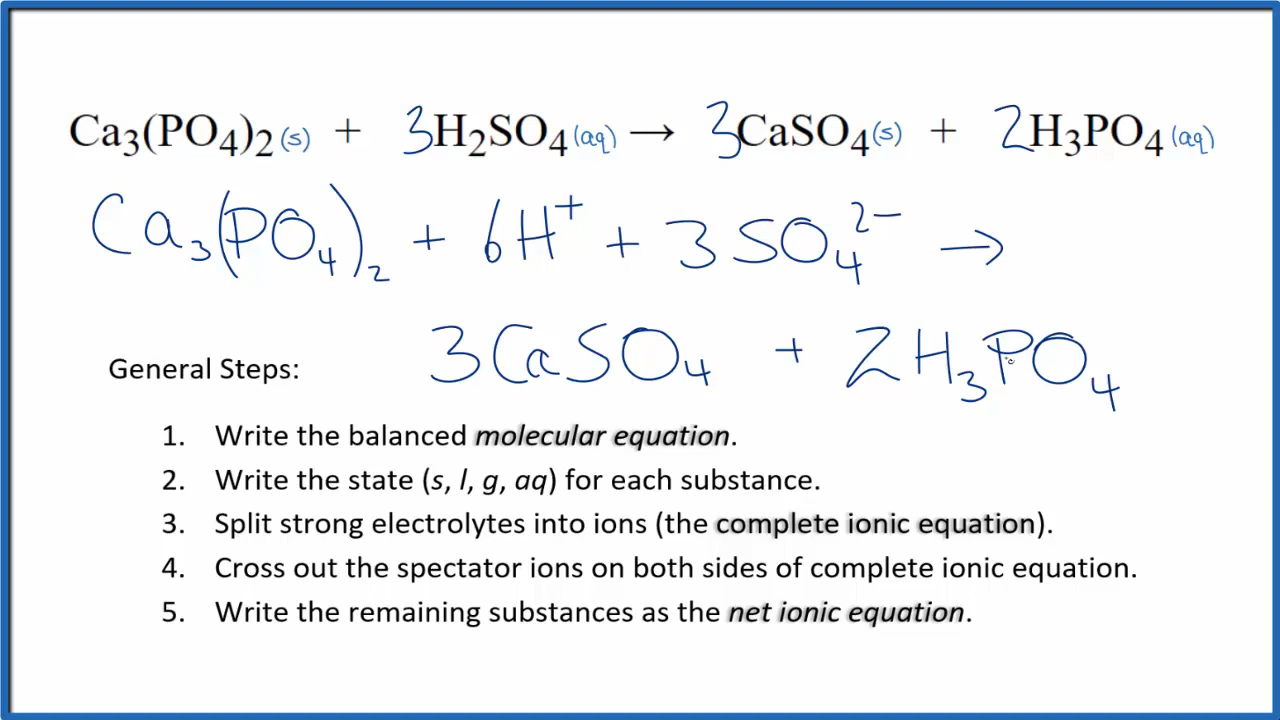 Ca₃(PO₄)₂(s) + 3H₂SO₄(aq) → 3CaSO₄(s) + 2H₃PO₄(aq)
Ca₃(PO₄)₂ + 6H⁺ + 3SO₄²⁻ →
3CaSO₄ + 2H₃PO₄
General Steps:
1. Write the balanced molecular equation.
2. Write the state (s, l, g, aq) for each substance.
3. Split strong electrolytes into ions (the complete ionic equation).
4. Cross out the spectator ions on both sides of complete ionic equation.
5. Write the remaining substances as the net ionic equation.